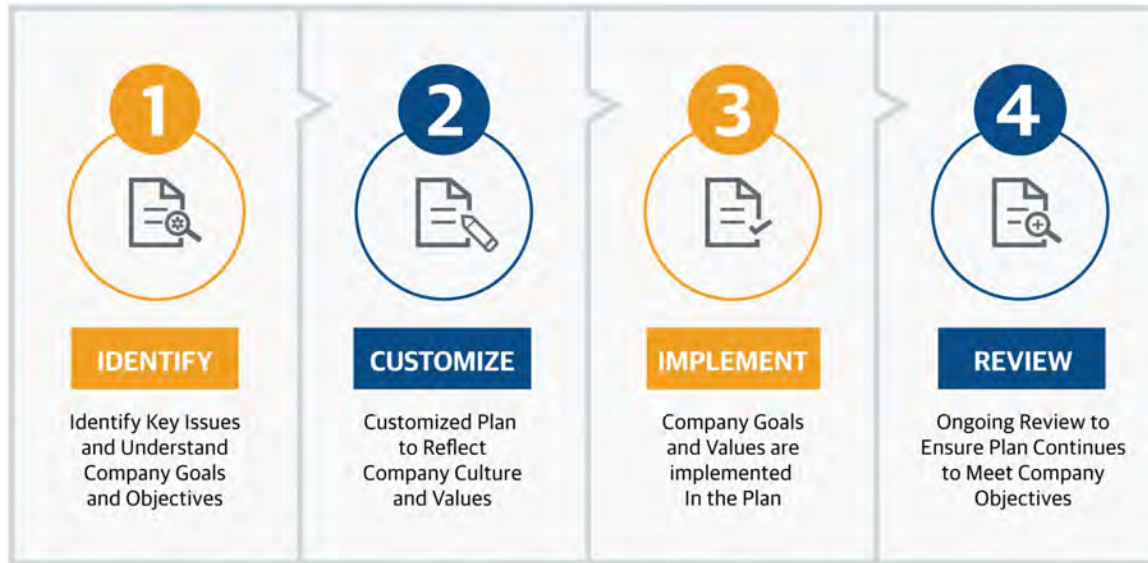 1
IDENTIFY
Identify Key Issues
and Understand
Company Goals
and Objectives
2
CUSTOMIZE
Customized Plan
to Reflect
Company Culture
and Values
3
IMPLEMENT
Company Goals
and Values are
implemented
In the Plan
4
REVIEW
Ongoing Review to
Ensure Plan Continues
to Meet Company
Objectives